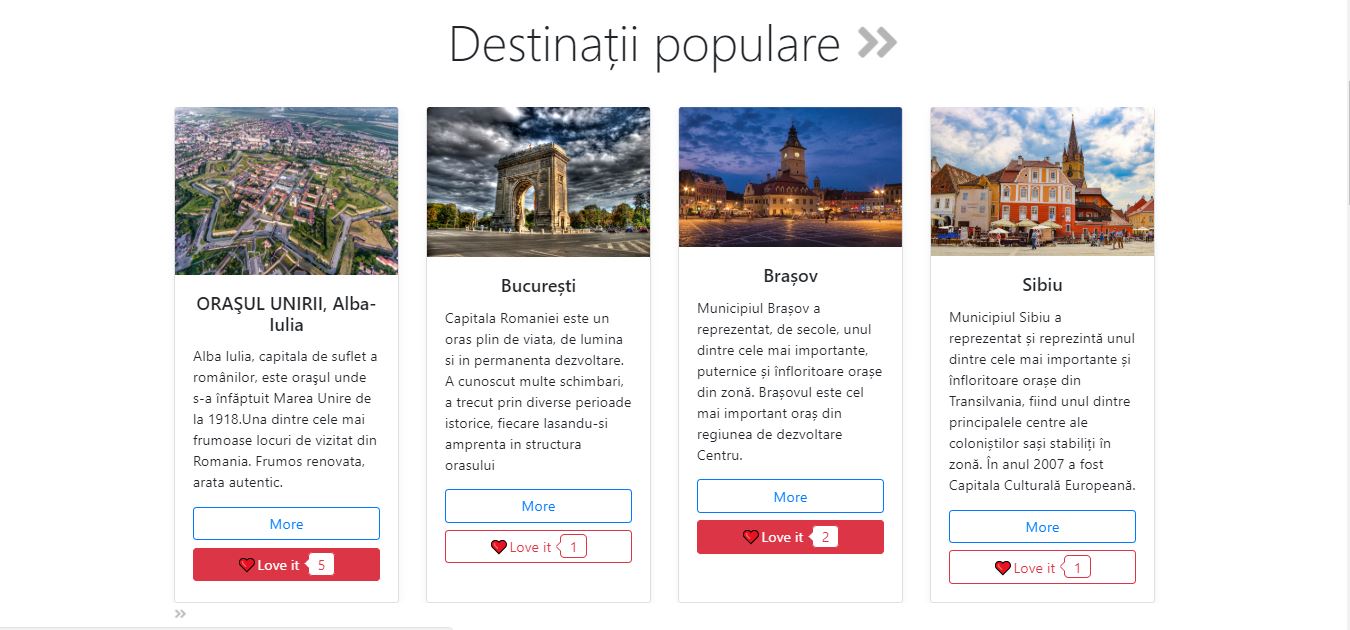 Destinații populare »
ORAŞUL UNIRII, Alba-
Iulia
Alba Iulia, capitala de suflet a
românilor, este oraşul unde
s-a înfăptuit Marea Unire de
la 1918.Una dintre cele mai
frumoase locuri de vizitat din
Romania. Frumos renovata,
arata autentic.
More
Love it 5
București
Capitala Romaniei este un
oras plin de viata, de lumina
si in permanenta dezvoltare.
A cunoscut multe schimbari,
a trecut prin diverse perioade
istorice, fiecare lasandu-si
amprenta in structura
orasului
More
Love it 1
Brașov
Municipiul Brașov a
reprezentat, de secole, unul
dintre cele mai importante,
puternice și înfloritoare orașe
din zonă. Brașovul este cel
mai important oraș din
regiunea de dezvoltare
Centru.
More
Love it 2
Sibiu
Municipiul Sibiu a
reprezentat și reprezintă unul
dintre cele mai importante și
înfloritoare orașe din
Transilvania, fiind unul dintre
principalele centre ale
coloniștilor sași stabiliți în
zonă. În anul 2007 a fost
Capitala Culturală Europeană.
More
Love it 1
»